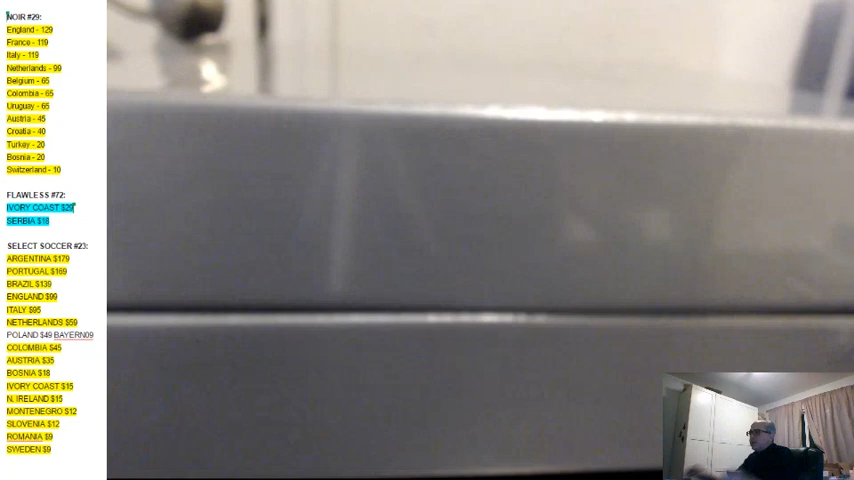 NOIR #29:
England - 129
France - 119
Italy - 119
Netherlands - 99
Belgium - 65
Colombia - 65
Uruguay - 65
Austria - 45
Croatia - 40
Turkey - 20
Bosnia - 20
Switzerland - 10
FLAWLESS #72:
IVORY COAST $29
SERBIA $18
SELECT SOCCER #23:
ARGENTINA $179
PORTUGAL $169
BRAZIL $139
ENGLAND $99
ITALY $95
NETHERLANDS $59
POLAND $49 BAYERN09
COLOMBIA $45
AUSTRIA $35
BOSNIA $18
IVORY COAST $15
N. IRELAND $15
MONTENEGRO $12
SLOVENIA $12
ROMANIA $9
SWEDEN $9